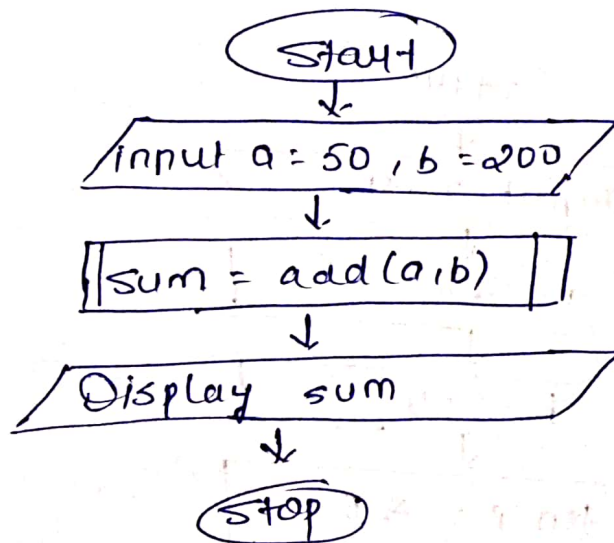 Start
input a = 50, b = 200
sum = add(a,b)
Display sum
Stop